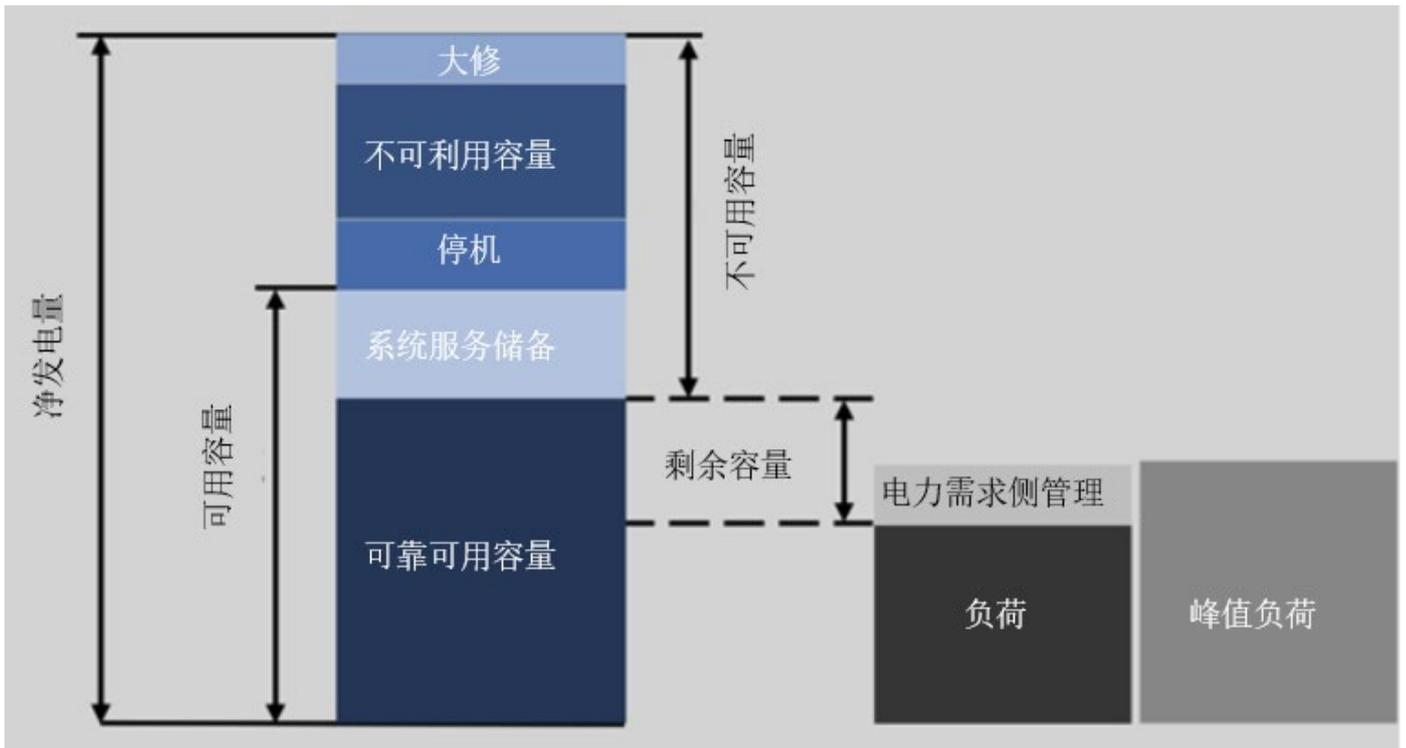 大修
不可利用容量
停机
系统服务储备
可靠可用容量
净发电量
可用容量
不可用容量
剩余容量
电力需求侧管理
负荷
峰值负荷